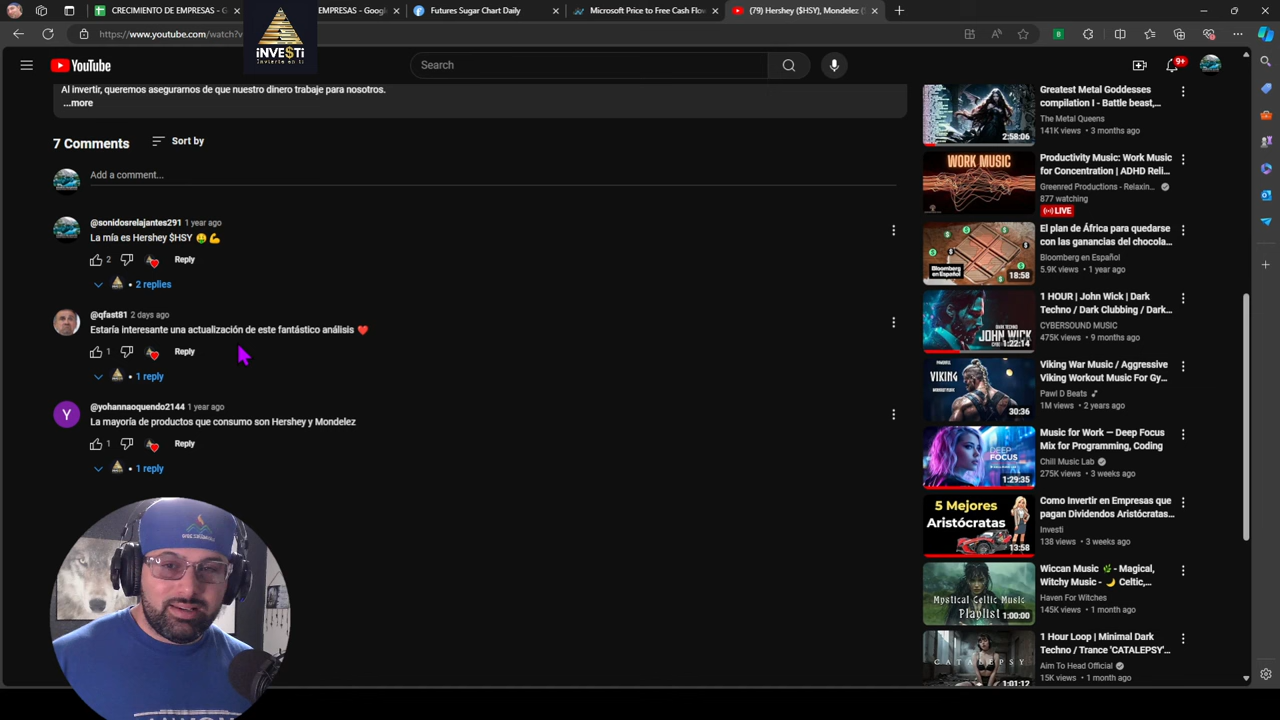 CRECIMIENTO DE EMPRESAS - G
EMPRESAS - Google
Futures Sugar Chart Daily
Microsoft Price to Free Cash Flow
(79) Hershey ($HSY), Mondelez (
https://www.youtube.com/watch?v
INVE$Ti
Invierte en ti
YouTube
Search
9+
Al invertir, queremos asegurarnos de que nuestro dinero trabaje para nosotros.
...more
7 Comments
Sort by
Add a comment...
@sonidosrelajantes291 1 year ago
La mía es Hershey $HSY 🤑💪
2
Reply
2 replies
@qfast81 2 days ago
Estaría interesante una actualización de este fantástico análisis ❤️
1
Reply
1 reply
Y
@yohannaoquendo2144 1 year ago
La mayoría de productos que consumo son Hershey y Mondelez
1
Reply
1 reply
2:58:06
Greatest Metal Goddesses
compilation I - Battle beast,...
The Metal Queens
141K views • 3 months ago
WORK MUSIC
Productivity Music: Work Music
for Concentration | ADHD Reli...
Greenred Productions - Relaxin...
877 watching
LIVE
18:58
El plan de África para quedarse
con las ganancias del chocola...
Bloomberg en Español
5.9K views • 1 year ago
JOHN WICK
1:22:14
1 HOUR | John Wick | Dark
Techno / Dark Clubbing / Dark...
CYBERSOUND MUSIC
475K views • 9 months ago
VIKING
30:36
Viking War Music / Aggressive
Viking Workout Music For Gy...
Pawl D Beats
1M views • 2 years ago
DEEP
FOCUS
1:29:35
Music for Work — Deep Focus
Mix for Programming, Coding
Chill Music Lab
275K views • 3 weeks ago
5 Mejores
Aristócratas
13:58
Como Invertir en Empresas que
pagan Dividendos Aristócratas...
Investi
138 views • 3 weeks ago
Mystical Celtic Music
Playlist
1:00:00
Wiccan Music 🌿 - Magical,
Witchy Music - 🌙 Celtic,...
Haven For Witches
145K views • 1 month ago
CATALEPSY
1:01:12
1 Hour Loop | Minimal Dark
Techno / Trance 'CATALEPSY'...
Aim To Head Official
15K views • 1 month ago